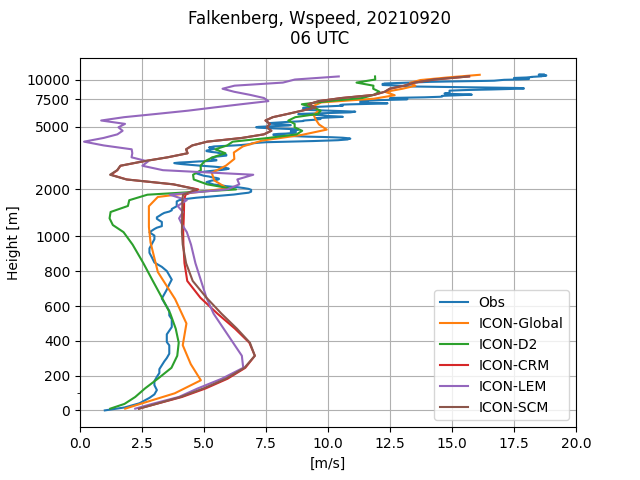 Falkenberg, Wspeed, 20210920
06 UTC
Height [m]
10000
7500
5000
2000
1000
800
600
400
200
0
0.0 2.5 5.0 7.5 10.0 12.5 15.0 17.5 20.0
[m/s]
Obs
ICON-Global
ICON-D2
ICON-CRM
ICON-LEM
ICON-SCM